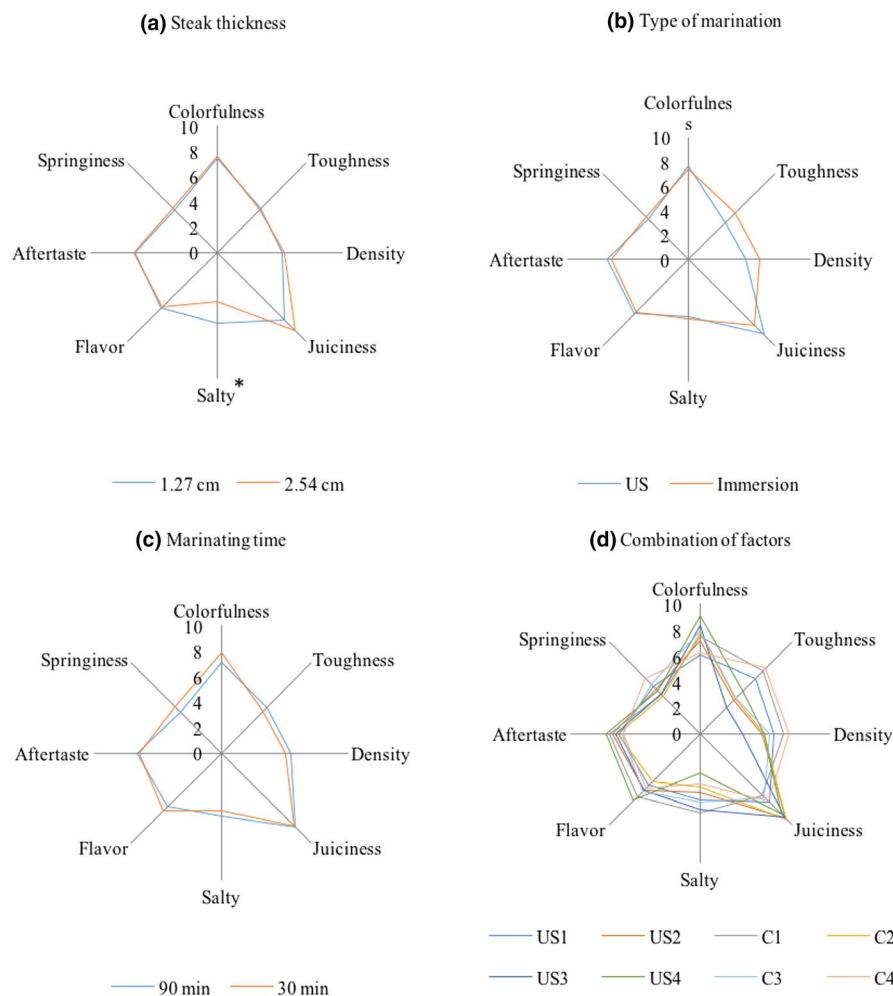 (a) Steak thickness
Colorfulness
10
8
6
4
2
0
Springiness
Toughness
Aftertaste
Density
Flavor
Juiciness
Salty*
1.27 cm 2.54 cm
(b) Type of marination
Colorfulnes
s
10
8
6
4
2
0
Springiness
Toughness
Aftertaste
Density
Flavor
Juiciness
Salty
US Immersion
(c) Marinating time
Colorfulness
10
8
6
4
2
0
Springiness
Toughness
Aftertaste
Density
Flavor
Juiciness
Salty
90 min 30 min
(d) Combination of factors
Colorfulness
10
8
6
4
2
0
Springiness
Toughness
Aftertaste
Density
Flavor
Juiciness
Salty
US1 US2 C1 C2
US3 US4 C3 C4